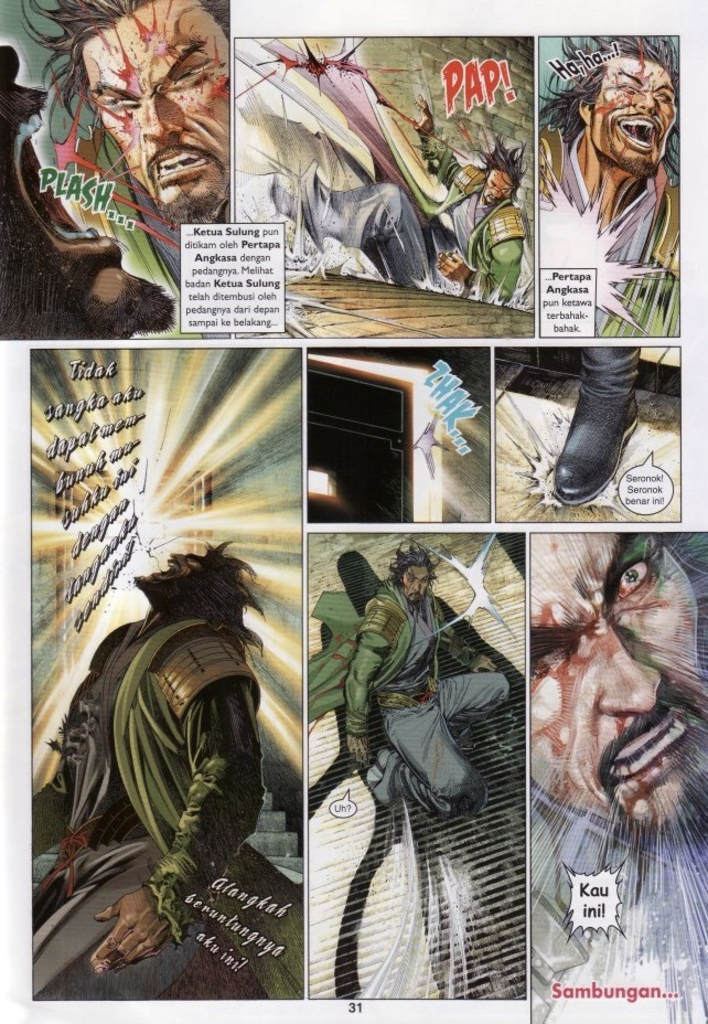 PLASH...
...Ketua Sulung pun
ditikam oleh Pertapa
Angkasa dengan
pedangnya. Melihat
badan Ketua Sulung
telah ditembusi oleh
pedangnya dari depan
sampai ke belakang...
PAP!
Ha, ha...!
...Pertapa
Angkasa
pun ketawa
terbahak-
bahak.
Tidak
sangka aku
dapat mem-
bunuh mu-
suhku ini
dengan
tanganku
sendiri
Alangkah
beruntungnya
aku ini!
ZHAK...
Seronok!
Seronok
benar ini!
Uh?
Kau
ini!
Sambungan...
31